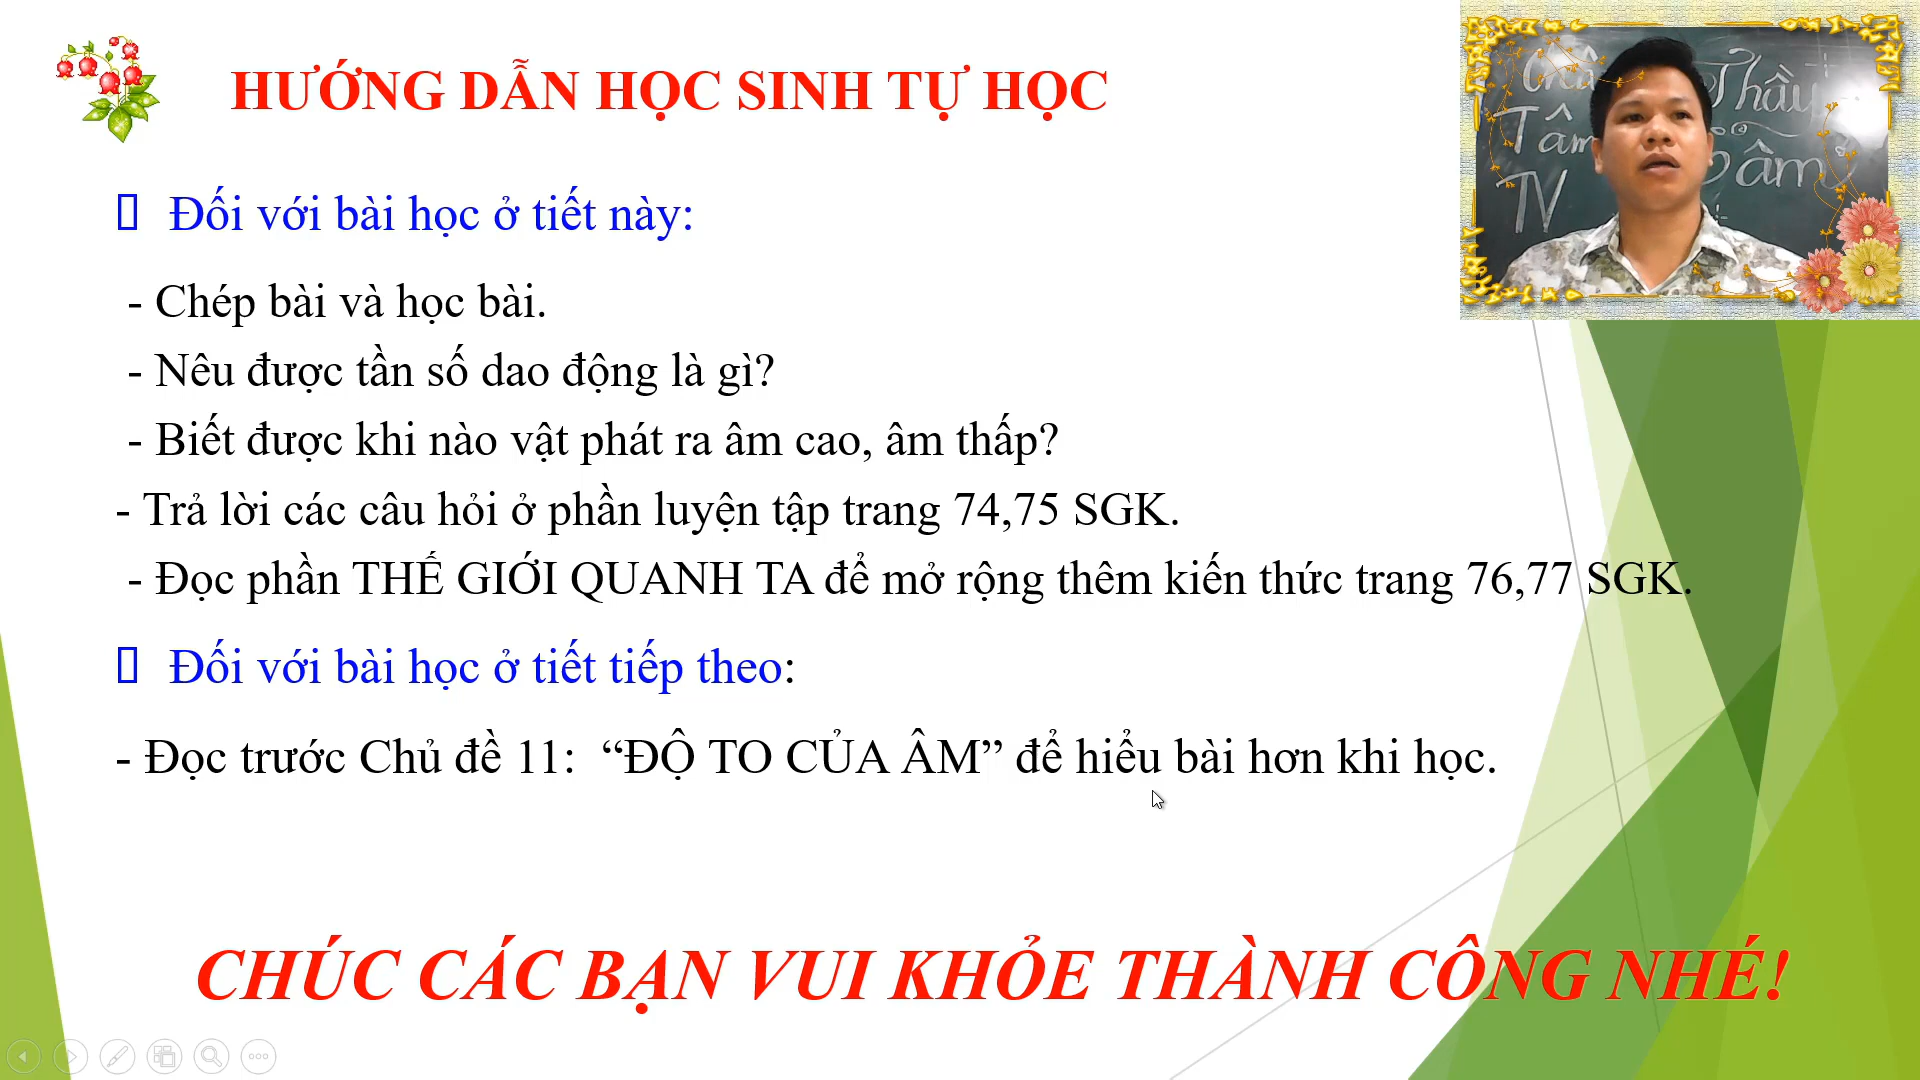 HƯỚNG DẪN HỌC SINH TỰ HỌC
Đối với bài học ở tiết này:
- Chép bài và học bài.
- Nêu được tần số dao động là gì?
- Biết được khi nào vật phát ra âm cao, âm thấp?
- Trả lời các câu hỏi ở phần luyện tập trang 74,75 SGK.
- Đọc phần THẾ GIỚI QUANH TA để mở rộng thêm kiến thức trang 76,77 SGK.
Đối với bài học ở tiết tiếp theo:
- Đọc trước Chủ đề 11: “ĐỘ TO CỦA ÂM” để hiểu bài hơn khi học.
CHÚC CÁC BẠN VUI KHỎE THÀNH CÔNG NHÉ!
Thầy
Tâm
TV